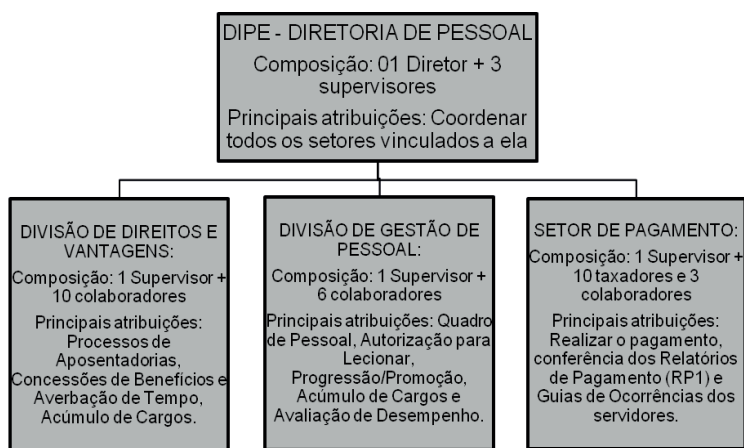 DIPE - DIRETORIA DE PESSOAL
Composição: 01 Diretor + 3
supervisores
Principais atribuições: Coordenar
todos os setores vinculados a ela
DIVISÃO DE DIREITOS E
VANTAGENS:
Composição: 1 Supervisor +
10 colaboradores
Principais atribuições:
Processos de
Aposentadorias,
Concessões de Benefícios e
Averbação de Tempo,
Acúmulo de Cargos.
DIVISÃO DE GESTÃO DE
PESSOAL:
Composição: 1 Supervisor +
6 colaboradores
Principais atribuições: Quadro
de Pessoal, Autorização para
Lecionar,
Progressão/Promoção,
Acúmulo de Cargos e
Avaliação de Desempenho.
SETOR DE PAGAMENTO:
Composição: 1 Supervisor +
10 taxadores e 3
colaboradores
Principais atribuições:
Realizar o pagamento,
conferência dos Relatórios
de Pagamento (RP1) e
Guias de Ocorrências dos
servidores.